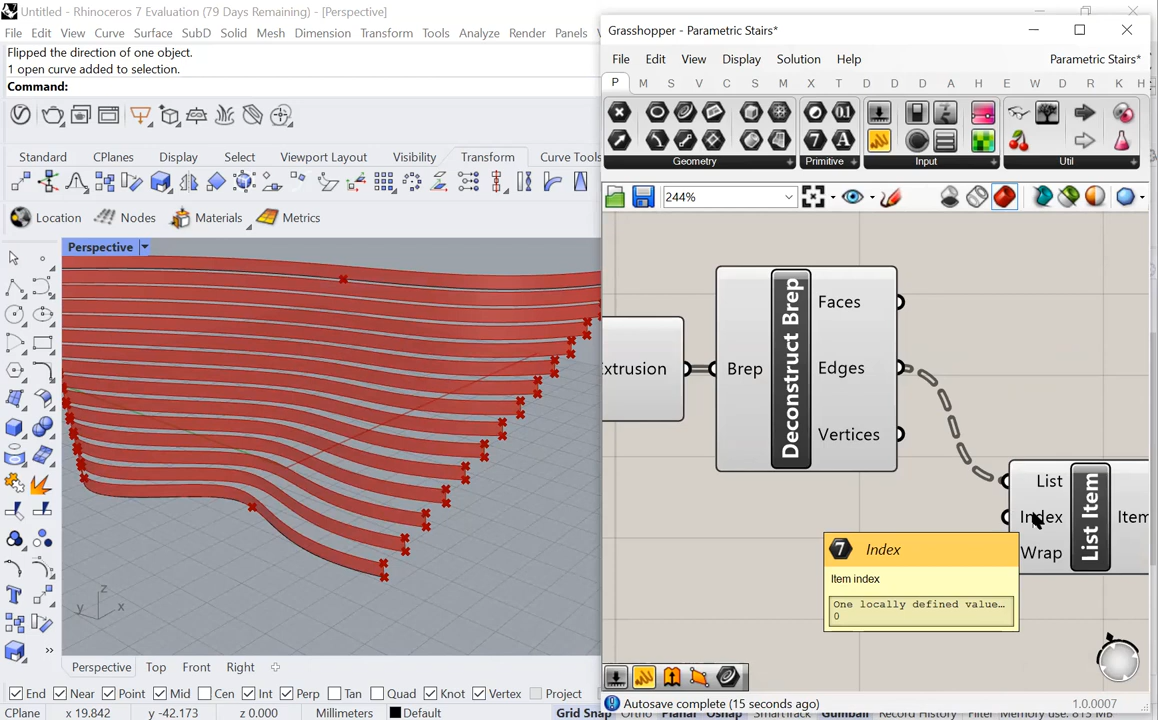 Untitled - Rhinoceros 7 Evaluation (79 Days Remaining) - [Perspective]
File Edit View Curve Surface SubD Solid Mesh Dimension Transform Tools Analyze Render Panels
Flipped the direction of one object.
1 open curve added to selection.
Command:
Standard CPlanes Display Select Viewport Layout Visibility Transform Curve Tools
Location Nodes Materials Metrics
Perspective
z
y x
Perspective Top Front Right
End Near Point Mid Cen Int Perp Tan Quad Knot Vertex Project
CPlane x 19.842 y -42.173 z 0.000 Millimeters Default Grid Snap Ortho Planar Osnap SmartTrack Gumball Record History
Grasshopper - Parametric Stairs*
File Edit View Display Solution Help Parametric Stairs*
P M S V C S M X T D D D A H E W D R K H
Geometry Primitive Input Util
244%
Deconstruct Brep
Faces
xtrusion Brep Edges
Vertices
List Item
List
Index Item
Wrap
7 Index
Item index
One locally defined value...
0
Autosave complete (15 seconds ago) 1.0.0007